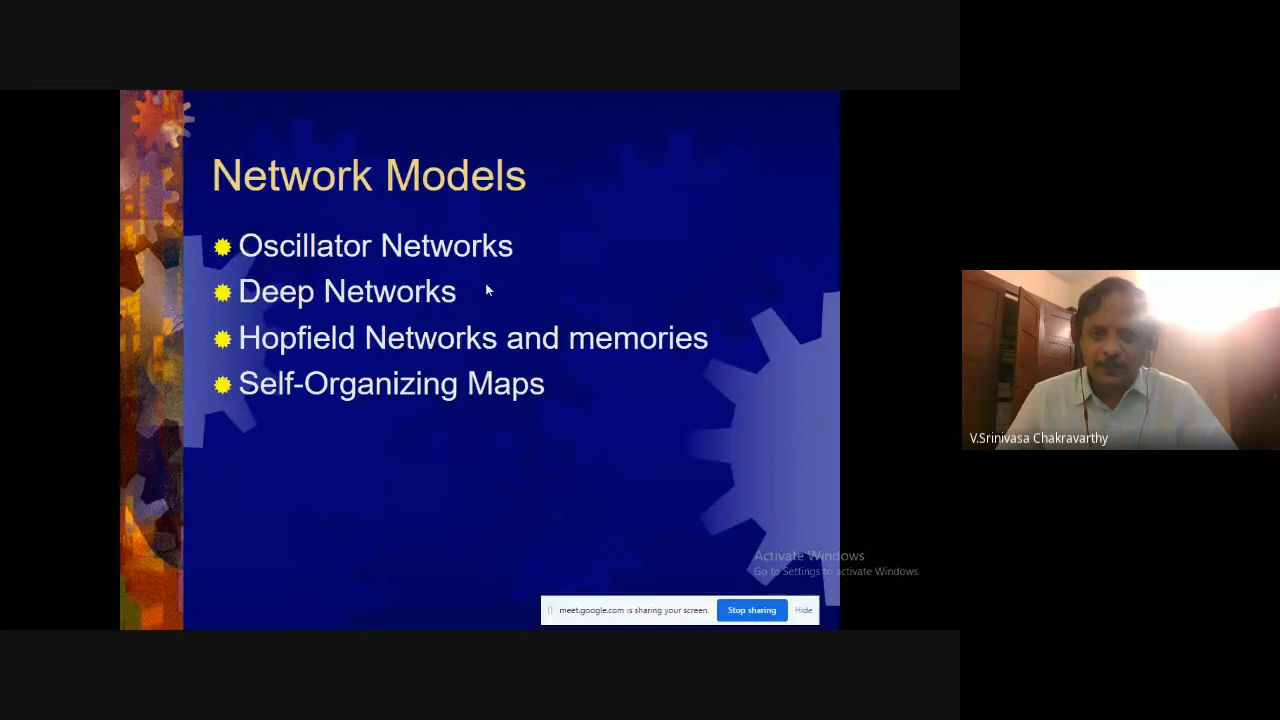 Network Models
Oscillator Networks
Deep Networks
Hopfield Networks and memories
Self-Organizing Maps
V.Srinivasa Chakravarthy
Activate Windows
Go to Settings to activate Windows.
meet.google.com is sharing your screen.
Stop sharing
Hide